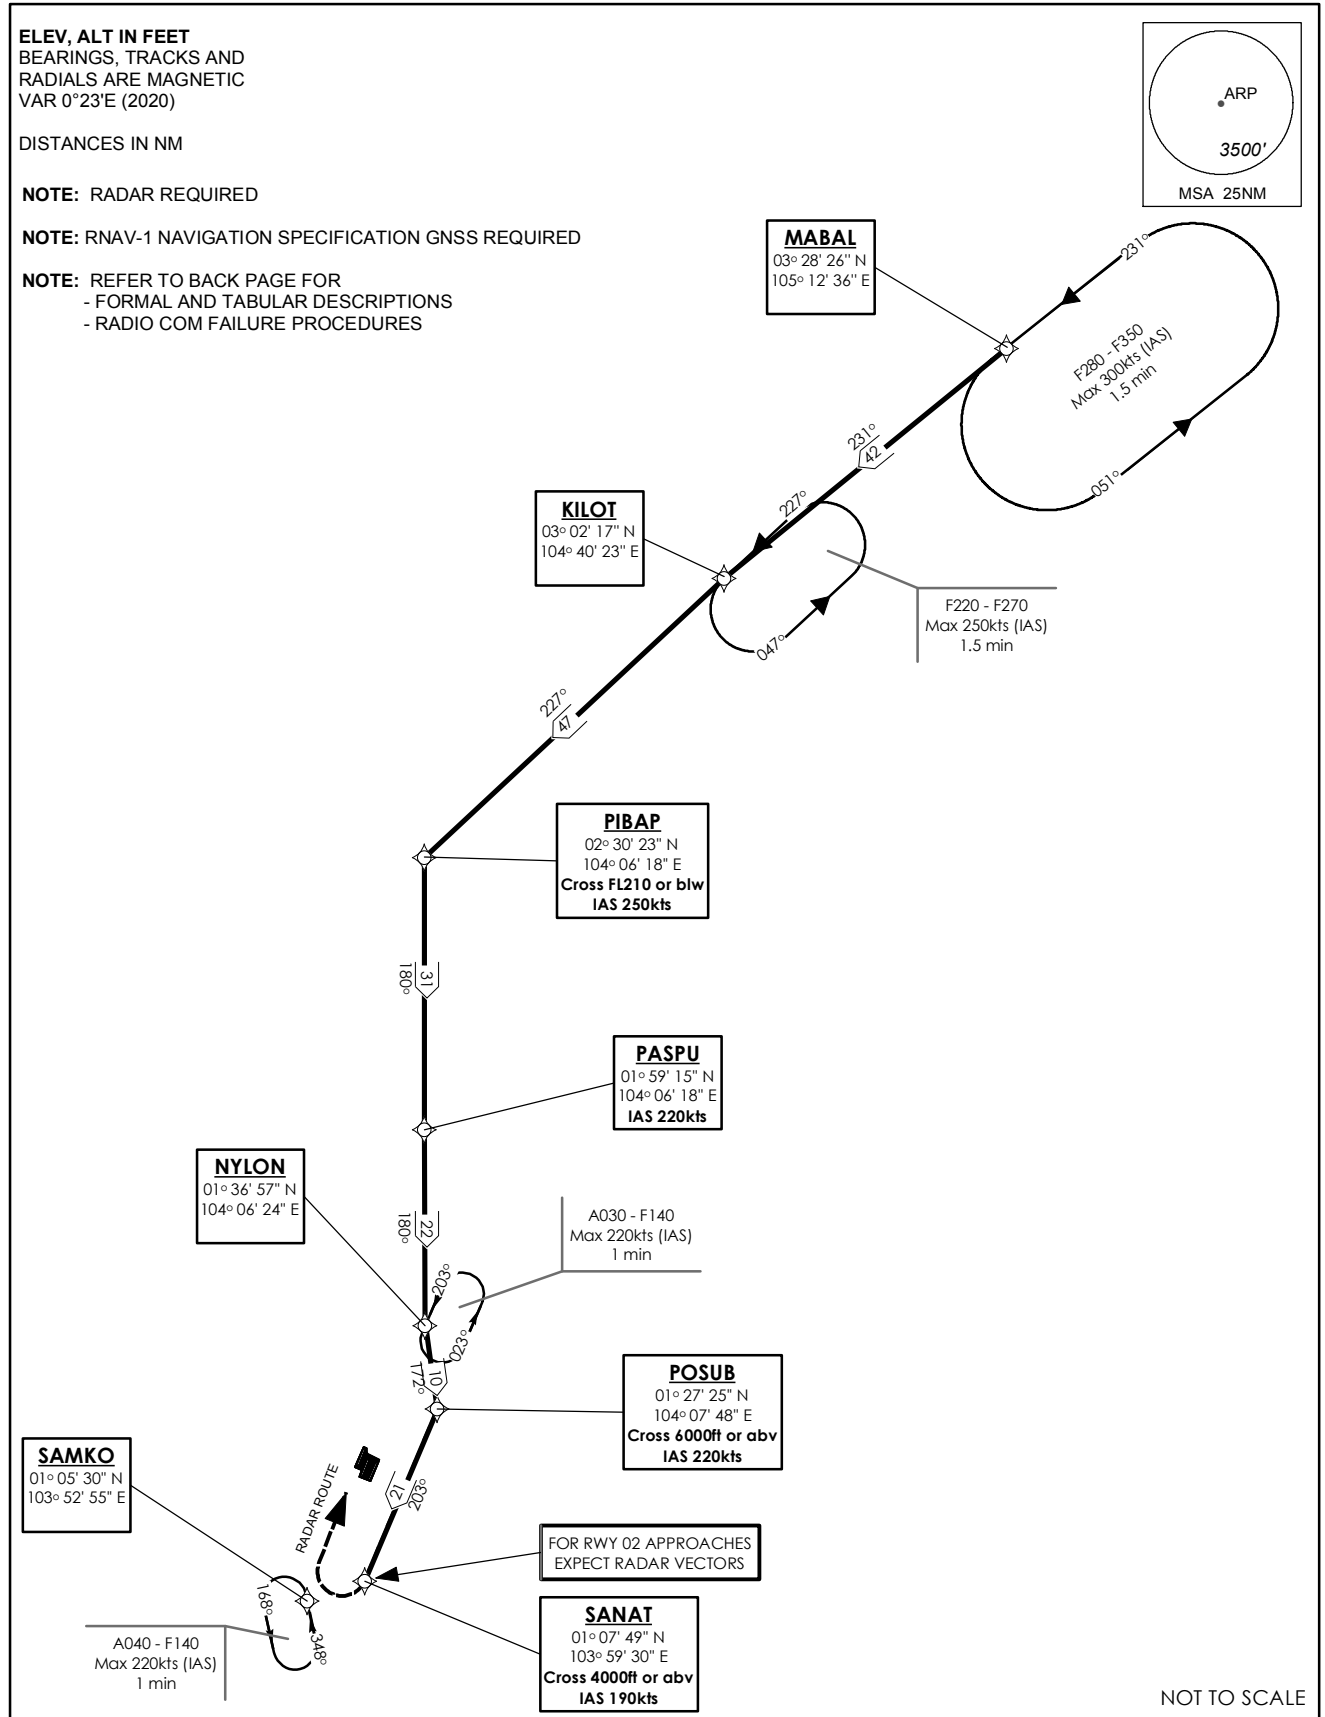 ELEV, ALT IN FEET
BEARINGS, TRACKS AND
RADIALS ARE MAGNETIC
VAR 0°23'E (2020)
DISTANCES IN NM
NOTE: RADAR REQUIRED
NOTE: RNAV-1 NAVIGATION SPECIFICATION GNSS REQUIRED
NOTE: REFER TO BACK PAGE FOR
- FORMAL AND TABULAR DESCRIPTIONS
- RADIO COM FAILURE PROCEDURES
ARP
3500'
MSA 25NM
MABAL
03° 28' 26" N
105° 12' 36" E
231°
F280 - F350
Max 300kts (IAS)
1.5 min
051°
231°
42
KILOT
03° 02' 17" N
104° 40' 23" E
227°
047°
F220 - F270
Max 250kts (IAS)
1.5 min
227°
47
PIBAP
02° 30' 23" N
104° 06' 18" E
Cross FL210 or blw
IAS 250kts
31
180°
PASPU
01° 59' 15" N
104° 06' 18" E
IAS 220kts
NYLON
01° 36' 57" N
104° 06' 24" E
22
180°
A030 - F140
Max 220kts (IAS)
1 min
203°
023°
10
172°
POSUB
01° 27' 25" N
104° 07' 48" E
Cross 6000ft or abv
IAS 220kts
SAMKO
01° 05' 30" N
103° 52' 55" E
RADAR ROUTE
21
203°
FOR RWY 02 APPROACHES
EXPECT RADAR VECTORS
168°
348°
A040 - F140
Max 220kts (IAS)
1 min
SANAT
01° 07' 49" N
103° 59' 30" E
Cross 4000ft or abv
IAS 190kts
NOT TO SCALE